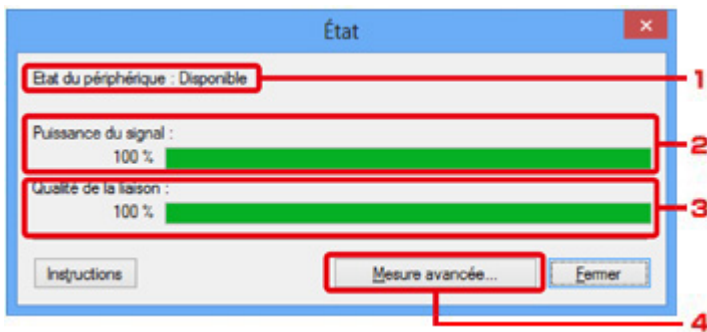 État
Etat du périphérique : Disponible
1
Puissance du signal :
2
100 %
Qualité de la liaison :
3
100 %
Instructions
Mesure avancée...
Fermer
4